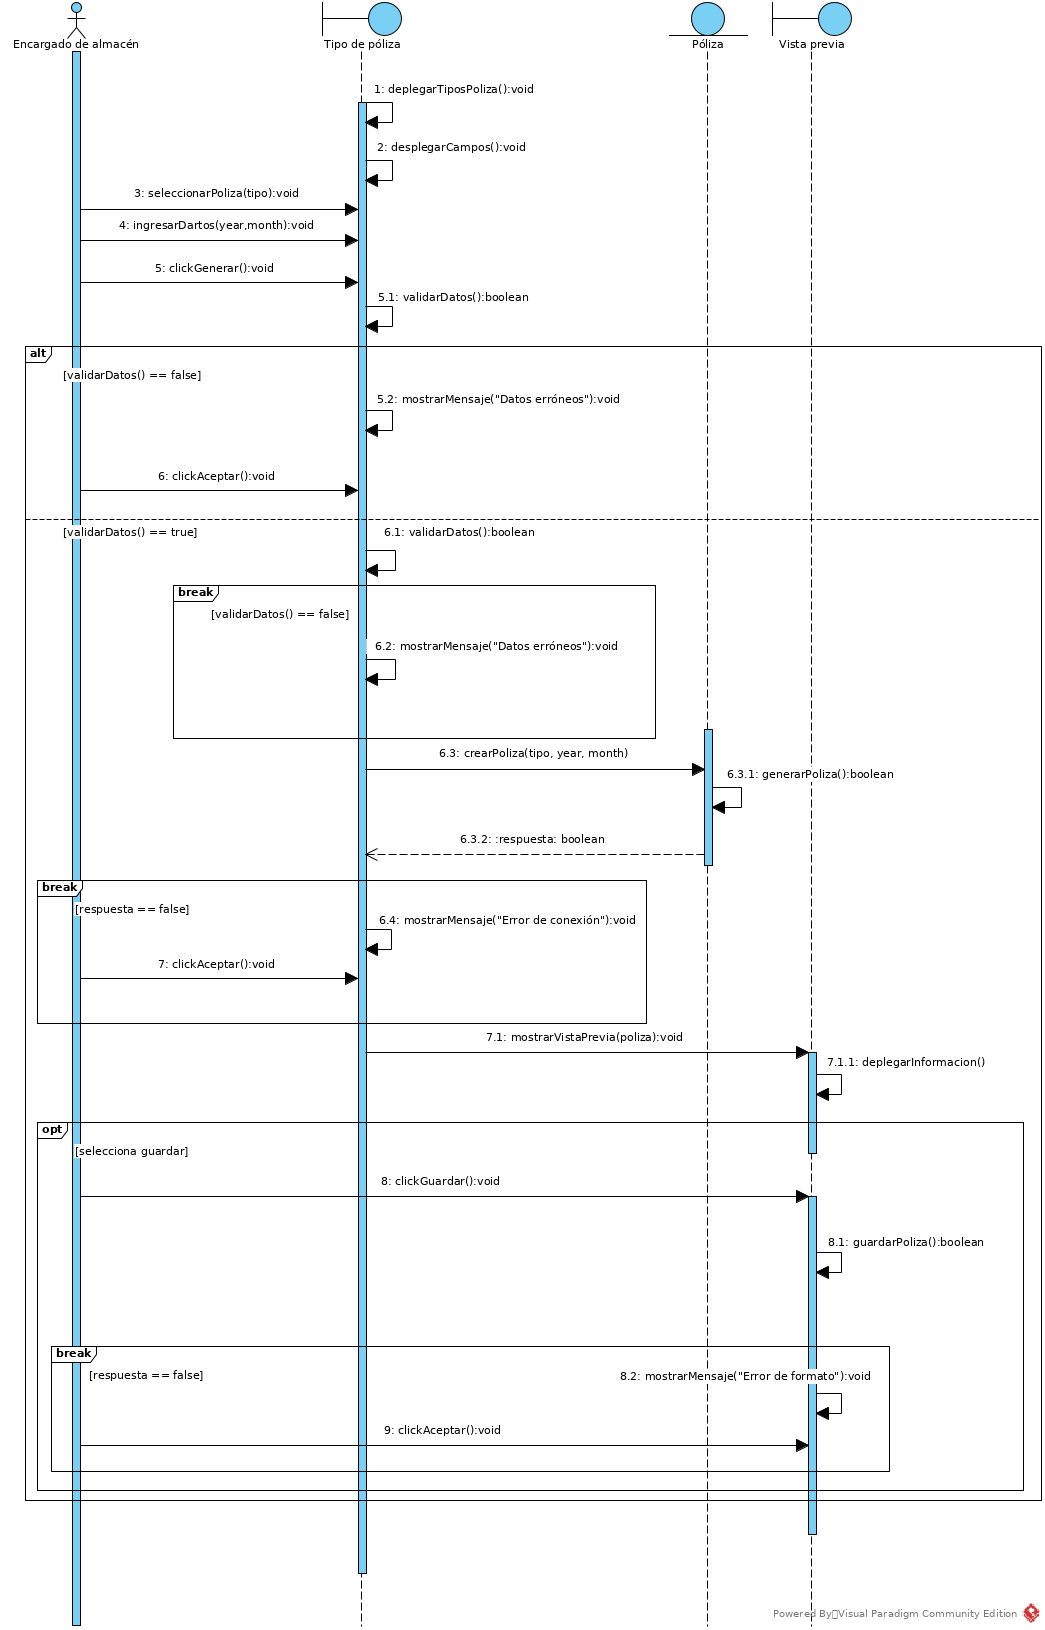 Encargado de almacén
Tipo de póliza
Póliza
Vista previa
1: deplegarTiposPoliza():void
2: desplegarCampos():void
3: seleccionarPoliza(tipo):void
4: ingresarDartos(year,month):void
5: clickGenerar():void
5.1: validarDatos():boolean
alt
[validarDatos() == false]
5.2: mostrarMensaje("Datos erróneos"):void
6: clickAceptar():void
[validarDatos() == true]
6.1: validarDatos():boolean
break
[validarDatos() == false]
6.2: mostrarMensaje("Datos erróneos"):void
6.3: crearPoliza(tipo, year, month)
6.3.1: generarPoliza():boolean
6.3.2: :respuesta: boolean
break
[respuesta == false]
6.4: mostrarMensaje("Error de conexión"):void
7: clickAceptar():void
7.1: mostrarVistaPrevia(poliza):void
7.1.1: deplegarInformacion()
opt
[selecciona guardar]
8: clickGuardar():void
8.1: guardarPoliza():boolean
break
[respuesta == false]
8.2: mostrarMensaje("Error de formato"):void
9: clickAceptar():void
Powered By Visual Paradigm Community Edition